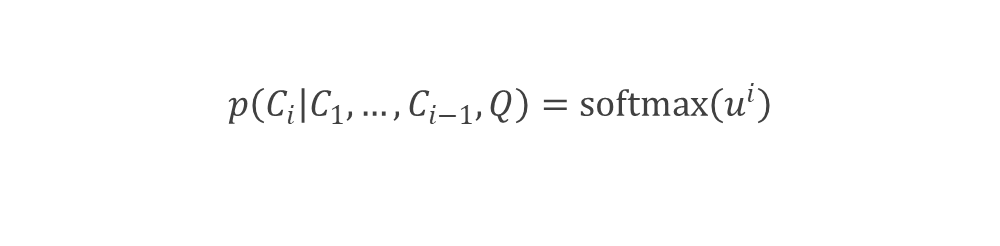 p(C_i|C_1, …, C_{i−1}, Q) = softmax(u^i)